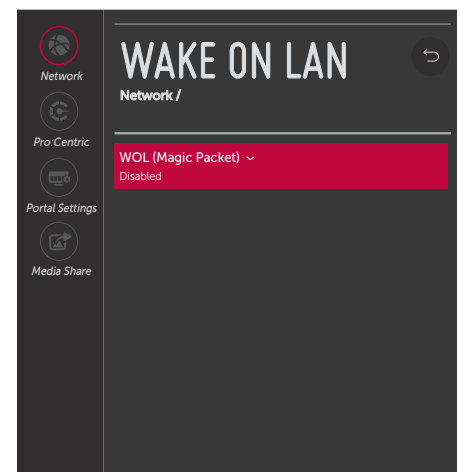 Network
Pro:Centric
Portal Settings
Media Share
WAKE ON LAN
Network /
WOL (Magic Packet)
Disabled